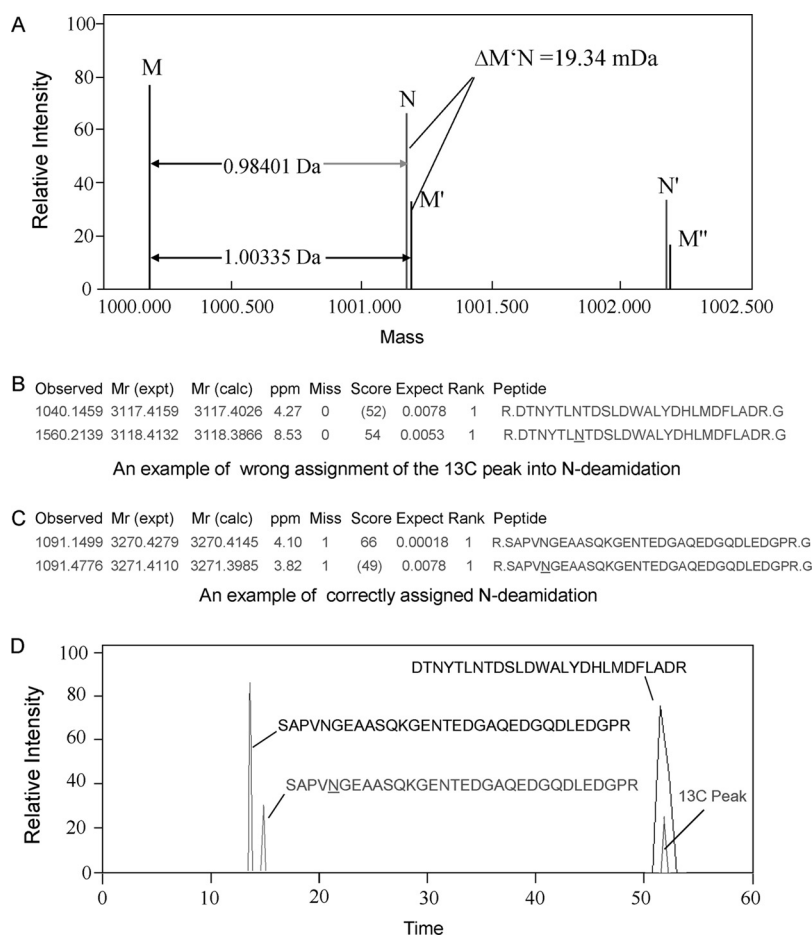 A
Relative Intensity
100
80
60
40
20
0
M
N
ΔM‘N =19.34 mDa
0.98401 Da
M'
1.00335 Da
N'
M''
1000.000 1000.500 1001.000 1001.500 1002.000 1002.500
Mass
B
Observed Mr (expt) Mr (calc) ppm Miss Score Expect Rank Peptide
1040.1459 3117.4159 3117.4026 4.27 0 (52) 0.0078 1 R.DTNYTLNTDSLDWALYDHLMDFLADR.G
1560.2139 3118.4132 3118.3866 8.53 0 54 0.0053 1 R.DTNYTLNTDSLDWALYDHLMDFLADR.G
An example of wrong assignment of the 13C peak into N-deamidation
C
Observed Mr (expt) Mr (calc) ppm Miss Score Expect Rank Peptide
1091.1499 3270.4279 3270.4145 4.10 1 66 0.00018 1 R.SAPVNGEAASQKGENTEDGAQEDGQDLEDGPR.G
1091.4776 3271.4110 3271.3985 3.82 1 (49) 0.0078 1 R.SAPVNGEAASQKGENTEDGAQEDGQDLEDGPR.G
An example of correctly assigned N-deamidation
D
Relative Intensity
100
80
60
40
20
0
DTNYTLNTDSLDWALYDHLMDFLADR
SAPVNGEAASQKGENTEDGAQEDGQDLEDGPR
SAPVNGEAASQKGENTEDGAQEDGQDLEDGPR
13C Peak
0 10 20 30 40 50 60
Time